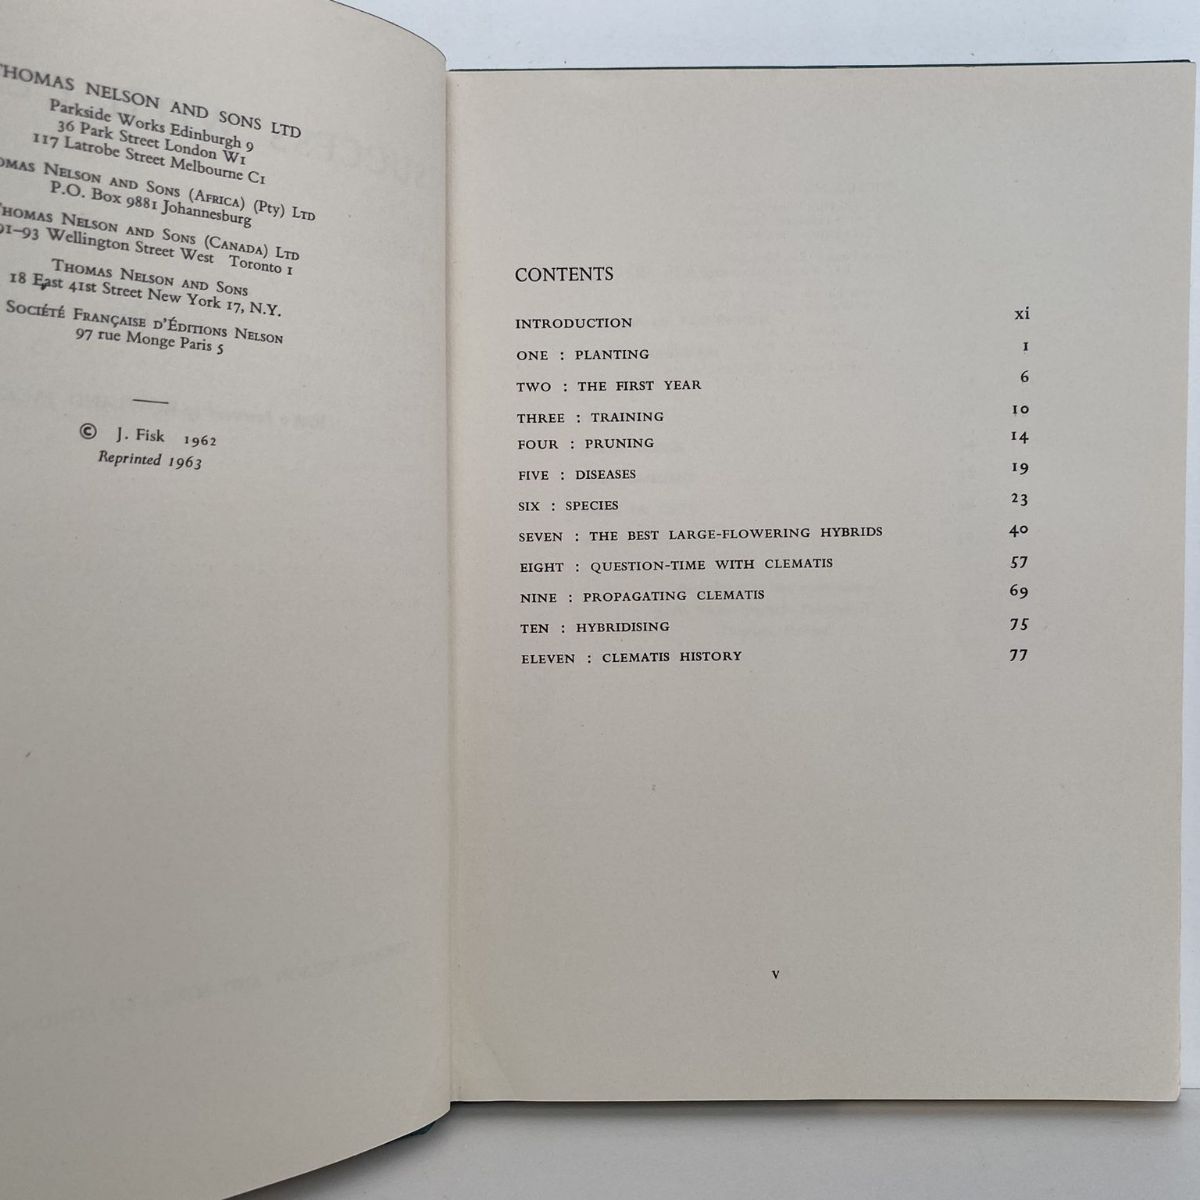 THOMAS NELSON AND SONS LTD
Parkside Works Edinburgh 9
36 Park Street London W1
117 Latrobe Street Melbourne C1
NELSON AND SONS (AFRICA) (Pty) LTD
P.O. Box 9881 Johannesburg
THOMAS NELSON AND SONS (CANADA) LTD
91–93 Wellington Street West Toronto 1
THOMAS NELSON AND SONS
18 East 41st Street New York 17, N.Y.
SOCIÉTÉ FRANÇAISE D'ÉDITIONS NELSON
97 rue Monge Paris 5
© J. Fisk 1962
Reprinted 1963
CONTENTS
INTRODUCTION xi
ONE : PLANTING 1
TWO : THE FIRST YEAR 6
THREE : TRAINING 10
FOUR : PRUNING 14
FIVE : DISEASES 19
SIX : SPECIES 23
SEVEN : THE BEST LARGE-FLOWERING HYBRIDS 40
EIGHT : QUESTION-TIME WITH CLEMATIS 57
NINE : PROPAGATING CLEMATIS 69
TEN : HYBRIDISING 75
ELEVEN : CLEMATIS HISTORY 77
v